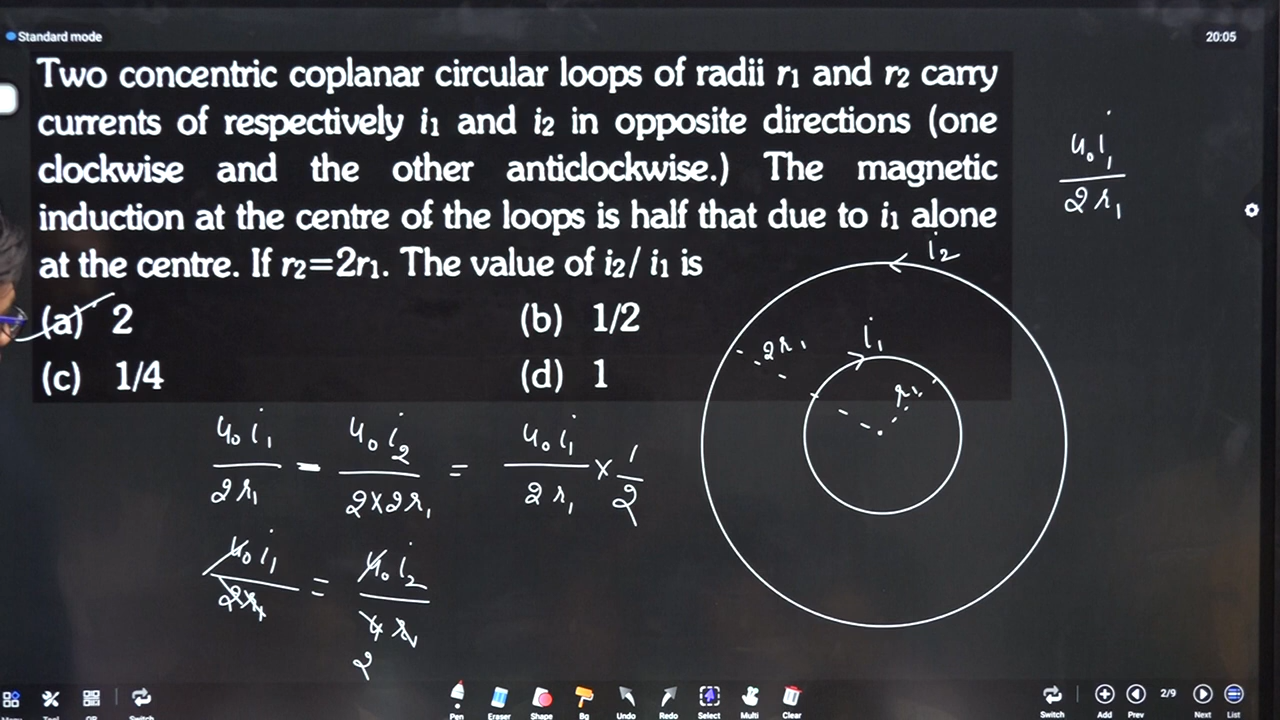 Standard mode
20:05
Two concentric coplanar circular loops of radii r₁ and r₂ carry
currents of respectively i₁ and i₂ in opposite directions (one
clockwise and the other anticlockwise.) The magnetic
induction at the centre of the loops is half that due to i₁ alone
at the centre. If r₂=2r₁. The value of i₂/ i₁ is
(a) 2
(b) 1/2
(c) 1/4
(d) 1
μ₀i₁ / 2r₁
i₂
i₁
2r₁
r₁
μ₀i₁ / 2r₁ - μ₀i₂ / 2×2r₁ = μ₀i₁ / 2r₁ × 1/2
μ₀i₁ / 2r₁ = μ₀i₂ / 4r₁
2
Switch
Pen
Eraser
Shape
Bg
Undo
Redo
Select
Multi
Clear
Switch
Add
Prev
2/9
Next
List